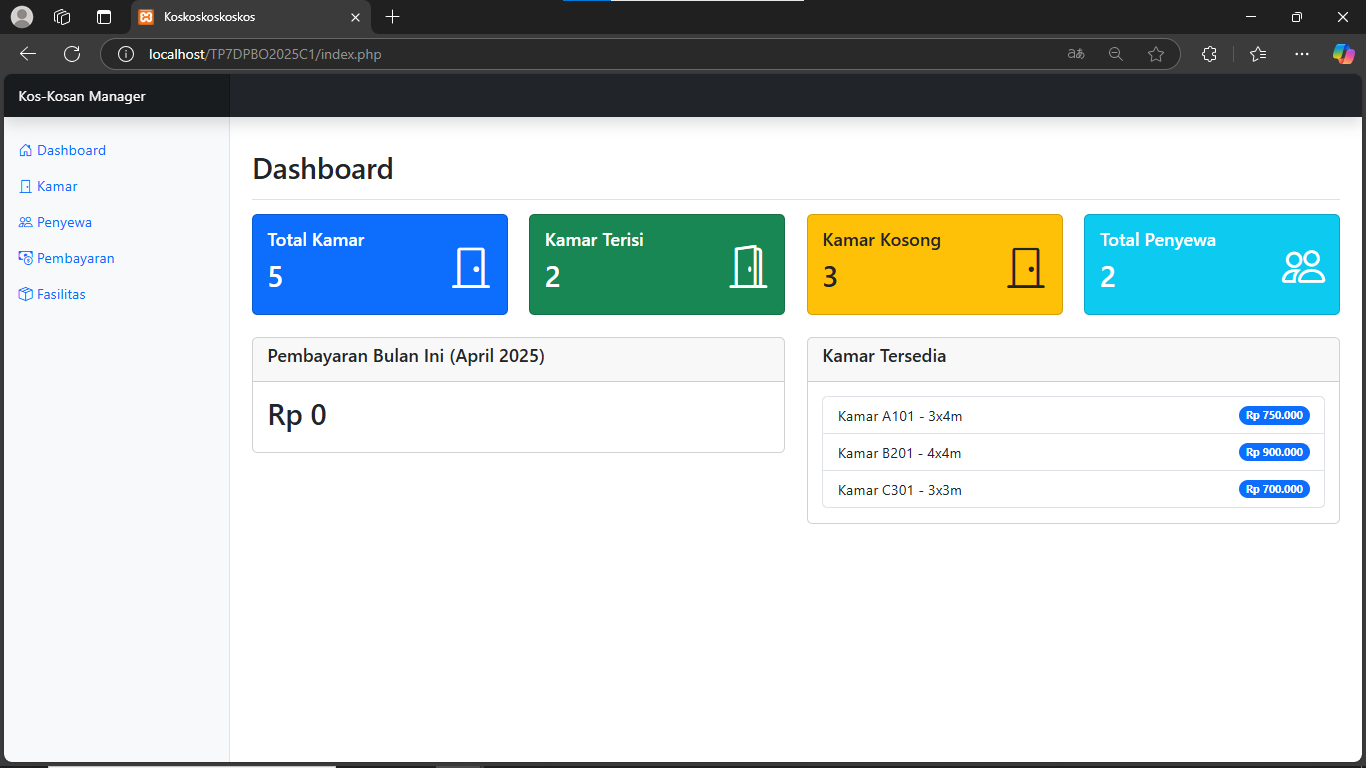 Koskoskoskoskos
localhost/TP7DPBO2025C1/index.php
aあ
Kos-Kosan Manager
Dashboard
Kamar
Penyewa
Pembayaran
Fasilitas
Dashboard
Total Kamar
5
Kamar Terisi
2
Kamar Kosong
3
Total Penyewa
2
Pembayaran Bulan Ini (April 2025)
Rp 0
Kamar Tersedia
Kamar A101 - 3x4m Rp 750.000
Kamar B201 - 4x4m Rp 900.000
Kamar C301 - 3x3m Rp 700.000